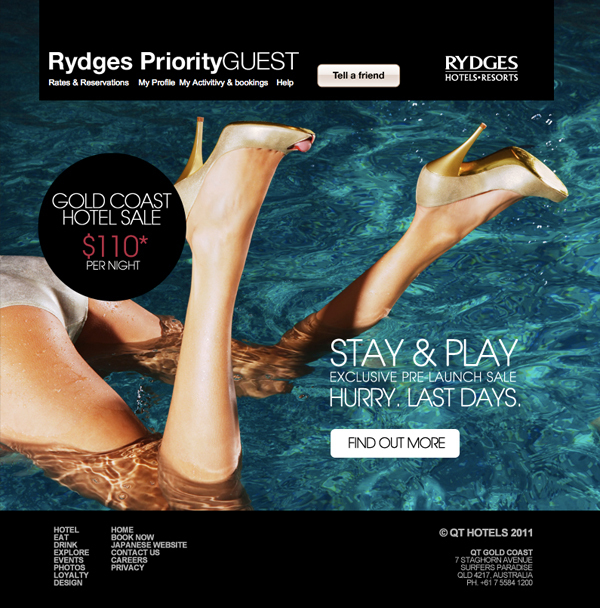 Rydges PriorityGUEST
Rates & Reservations My Profile My Activitivy & bookings Help
Tell a friend
RYDGES
HOTELS•RESORTS
GOLD COAST
HOTEL SALE
$110*
PER NIGHT
STAY & PLAY
EXCLUSIVE PRE-LAUNCH SALE
HURRY. LAST DAYS.
FIND OUT MORE
HOTEL
EAT
DRINK
EXPLORE
EVENTS
PHOTOS
LOYALTY
DESIGN
HOME
BOOK NOW
JAPANESE WEBSITE
CONTACT US
CAREERS
PRIVACY
© QT HOTELS 2011
QT GOLD COAST
7 STAGHORN AVENUE
SURFERS PARADISE
QLD 4217, AUSTRALIA
PH. +61 7 5584 1200